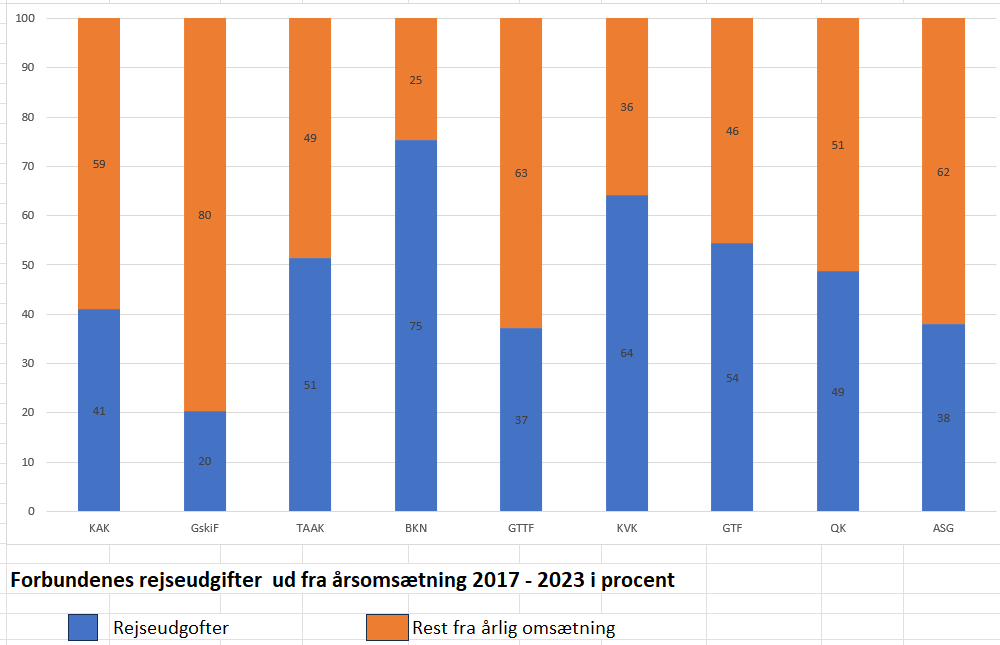 100
90
80
70
60
50
40
30
20
10
0
59 80 49 25 63 36 46 51 62
41 20 51 75 37 64 54 49 38
KAK GskiF TAAK BKN GTTF KVK GTF QK ASG
Forbundenes rejseudgifter ud fra årsomsætning 2017 - 2023 i procent
Rejseudgofter Rest fra årlig omsætning